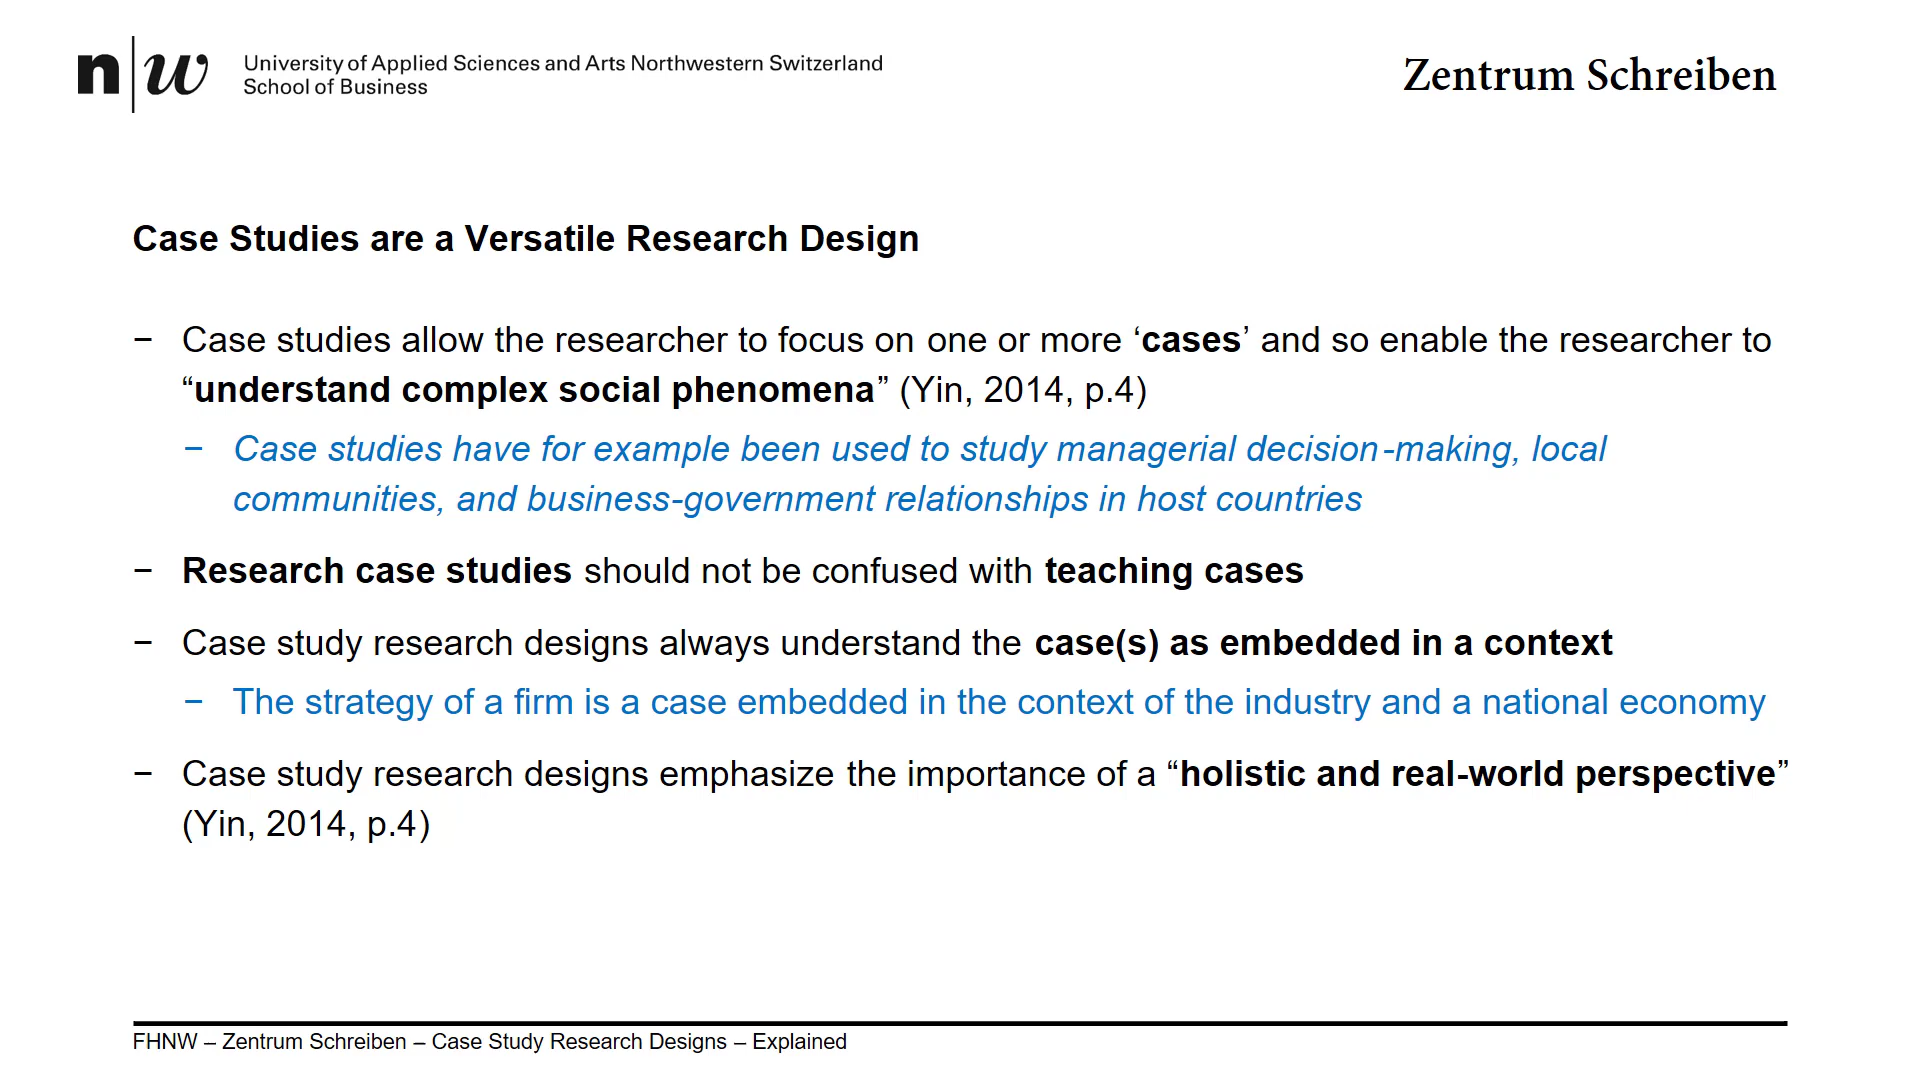 n|w University of Applied Sciences and Arts Northwestern Switzerland
School of Business
Zentrum Schreiben
Case Studies are a Versatile Research Design
− Case studies allow the researcher to focus on one or more ‘cases’ and so enable the researcher to
“understand complex social phenomena” (Yin, 2014, p.4)
− Case studies have for example been used to study managerial decision-making, local
communities, and business-government relationships in host countries
− Research case studies should not be confused with teaching cases
− Case study research designs always understand the case(s) as embedded in a context
− The strategy of a firm is a case embedded in the context of the industry and a national economy
− Case study research designs emphasize the importance of a “holistic and real-world perspective”
(Yin, 2014, p.4)
FHNW – Zentrum Schreiben – Case Study Research Designs – Explained